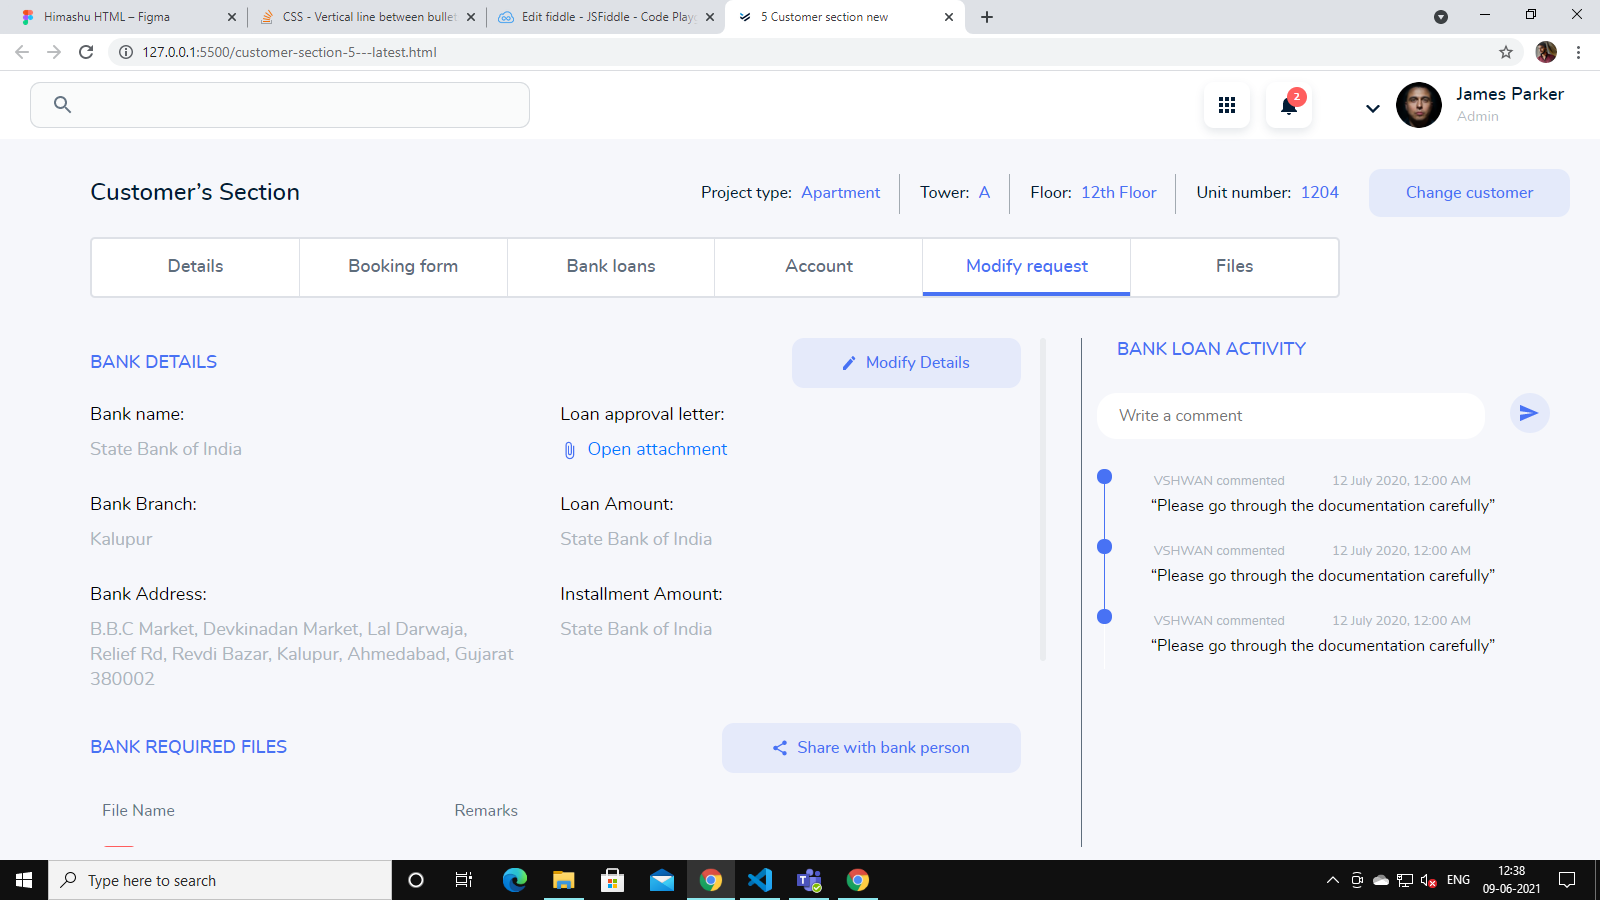 Himashu HTML – Figma
CSS - Vertical line between bullet
Edit fiddle - JSFiddle - Code Playg
5 Customer section new
127.0.0.1:5500/customer-section-5---latest.html
2
James Parker
Admin
Customer’s Section
Project type: Apartment
Tower: A
Floor: 12th Floor
Unit number: 1204
Change customer
Details
Booking form
Bank loans
Account
Modify request
Files
BANK DETAILS
Modify Details
Bank name:
State Bank of India
Loan approval letter:
Open attachment
Bank Branch:
Kalupur
Loan Amount:
State Bank of India
Bank Address:
B.B.C Market, Devkinadan Market, Lal Darwaja,
Relief Rd, Revdi Bazar, Kalupur, Ahmedabad, Gujarat
380002
Installment Amount:
State Bank of India
BANK REQUIRED FILES
Share with bank person
File Name
Remarks
BANK LOAN ACTIVITY
Write a comment
VSHWAN commented 12 July 2020, 12:00 AM
“Please go through the documentation carefully”
VSHWAN commented 12 July 2020, 12:00 AM
“Please go through the documentation carefully”
VSHWAN commented 12 July 2020, 12:00 AM
“Please go through the documentation carefully”
Type here to search
ENG
12:38
09-06-2021